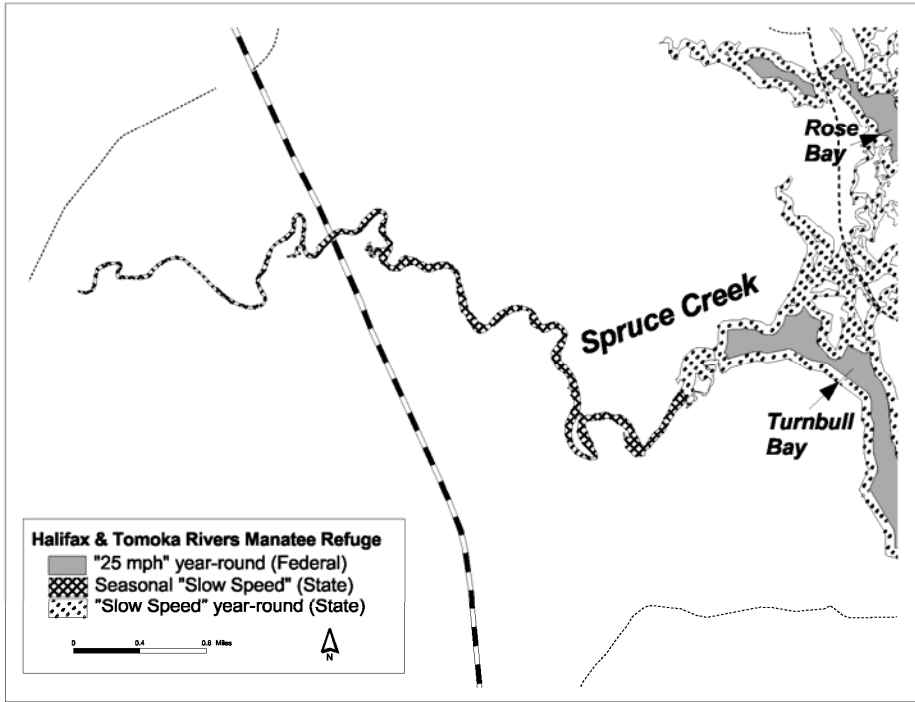 Rose
Bay
Spruce Creek
Turnbull
Bay
Halifax & Tomoka Rivers Manatee Refuge
"25 mph" year-round (Federal)
Seasonal "Slow Speed" (State)
"Slow Speed" year-round (State)
0 0.4 0.8 Miles
N